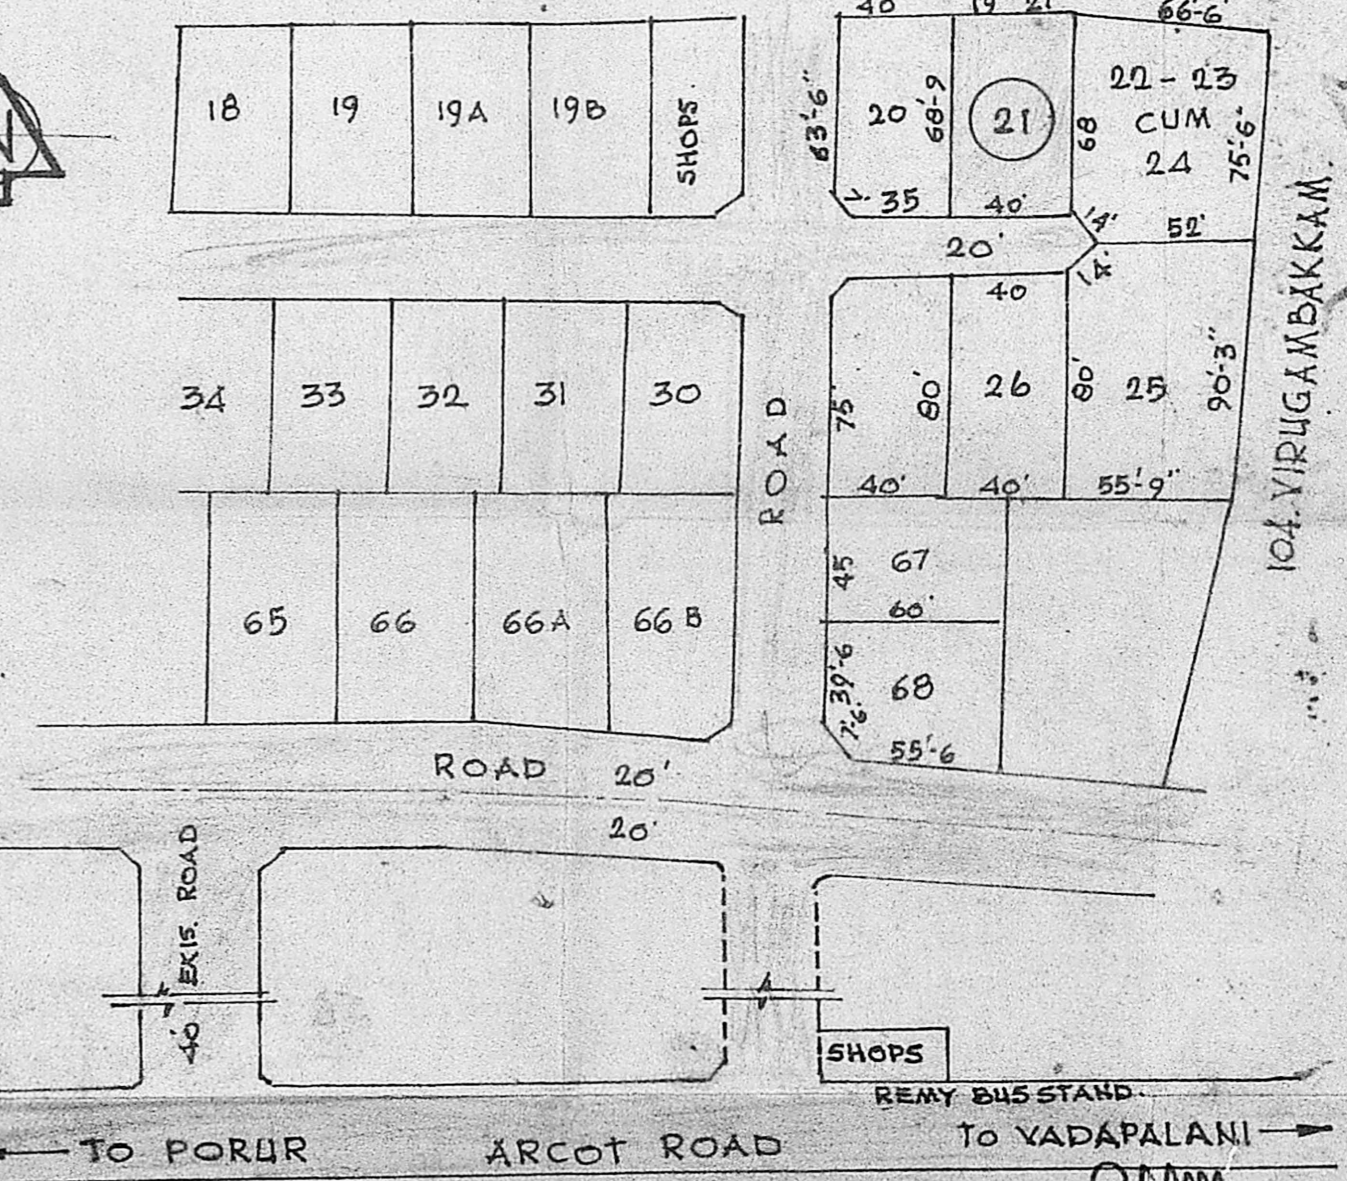 40 19 21 66'-6
18 19 19A 19B SHOPS. 63'-6" 20 68'-9 21 68 22-23
CUM
24
75'-6"
35 40' 14' 52'
20'
14'
40
34 33 32 31 30 ROAD 75' 80' 26 80' 25 90'-3"
40' 40' 55'-9"
104. VIRUGAMBAKKAM.
45 67
60'
65 66 66A 66B
39'-6 68
7'-6"
55'-6
ROAD 20'
20'
40 EXIS. ROAD
SHOPS
REMY BUS STAND.
TO PORUR ARCOT ROAD TO VADAPALANI